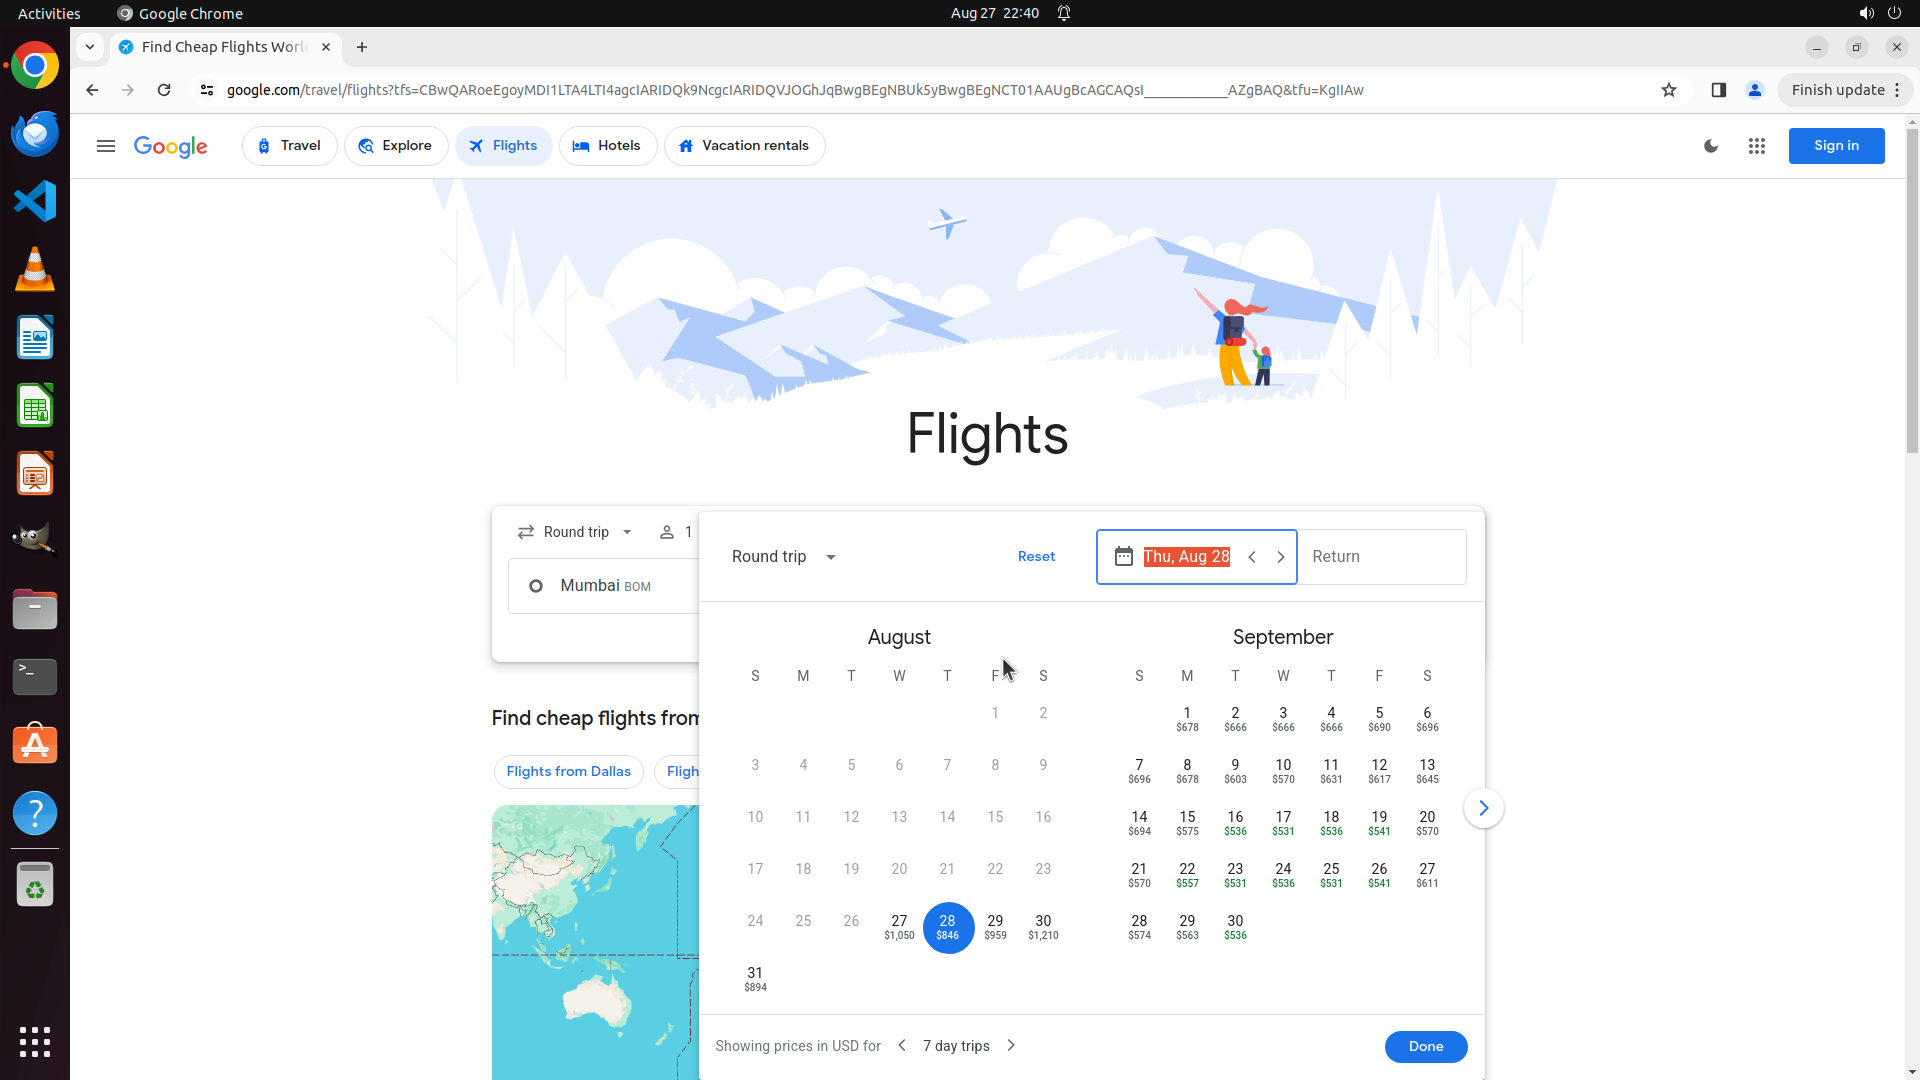 Activities
Google Chrome
Aug 27 22:40
Find Cheap Flights Worl
google.com/travel/flights?tfs=CBwQARoeEgoyMDI1LTA4LTI4agcIARIDQk9NcgcIARIDQVJOGhJqBwgBEgNBUk5yBwgBEgNCT01AAUgBcAGCAQsI____________AZgBAQ&tfu=KgIIAw
Finish update
Google
Travel
Explore
Flights
Hotels
Vacation rentals
Sign in
Flights
Round trip
1
Mumbai BOM
Round trip
Reset
Thu, Aug 28
Return
Find cheap flights from
Flights from Dallas
Fligh
August
S M T W T F S
1 2
3 4 5 6 7 8 9
10 11 12 13 14 15 16
17 18 19 20 21 22 23
24 25 26 27 28 29 30
$1,050 $846 $959 $1,210
31
$894
September
S M T W T F S
1 2 3 4 5 6
$678 $666 $666 $666 $690 $696
7 8 9 10 11 12 13
$696 $678 $603 $570 $631 $617 $645
14 15 16 17 18 19 20
$694 $575 $536 $531 $536 $541 $570
21 22 23 24 25 26 27
$570 $557 $531 $536 $531 $541 $611
28 29 30
$574 $563 $536
Showing prices in USD for
7 day trips
Done